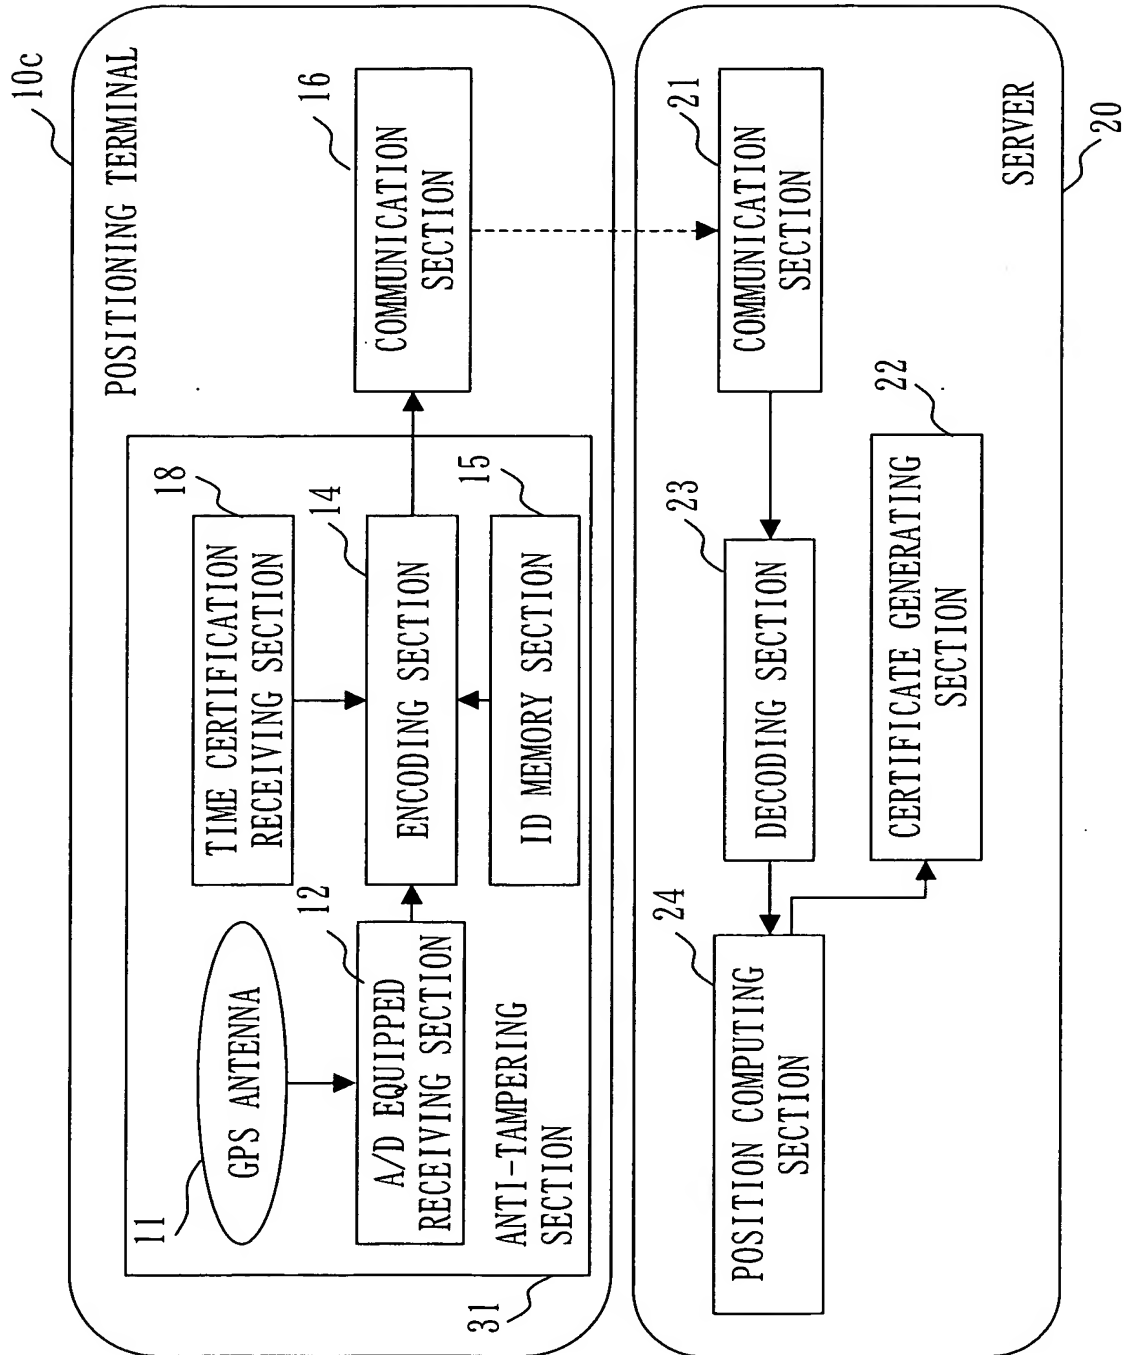 10c
POSITIONING TERMINAL
11
GPS ANTENNA
18
TIME CERTIFICATION
RECEIVING SECTION
12
A/D EQUIPPED
RECEIVING SECTION
14
ENCODING SECTION
16
COMMUNICATION
SECTION
15
ID MEMORY SECTION
ANTI-TAMPERING
SECTION
31
24
POSITION COMPUTING
SECTION
23
DECODING SECTION
21
COMMUNICATION
SECTION
22
CERTIFICATE GENERATING
SECTION
SERVER
20